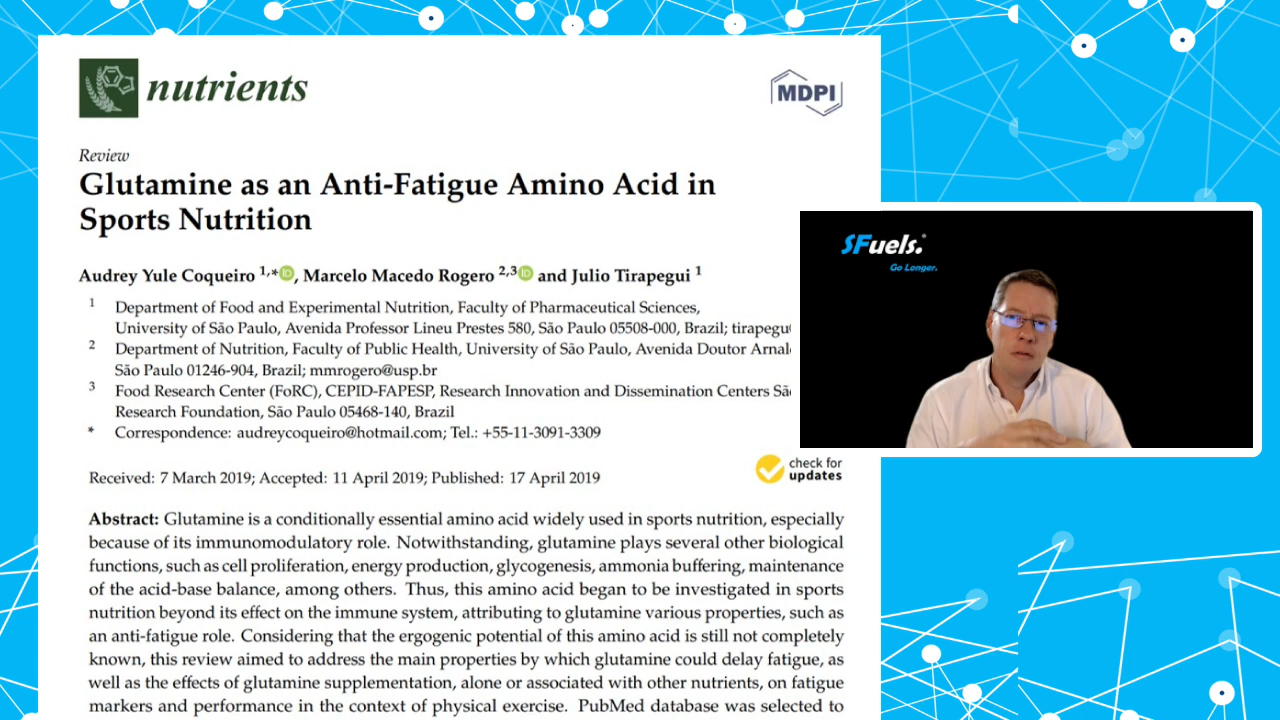 nutrients
MDPI
Review
Glutamine as an Anti-Fatigue Amino Acid in
Sports Nutrition
Audrey Yule Coqueiro 1,* iD, Marcelo Macedo Rogero 2,3 iD and Julio Tirapegui 1
1 Department of Food and Experimental Nutrition, Faculty of Pharmaceutical Sciences,
University of São Paulo, Avenida Professor Lineu Prestes 580, São Paulo 05508-000, Brazil;
2 Department of Nutrition, Faculty of Public Health, University of São Paulo, Avenida Doutor
São Paulo 01246-904, Brazil; mmrogero@usp.br
3 Food Research Center (FoRC), CEPID-FAPESP, Research Innovation and Dissemination Centers
Research Foundation, São Paulo 05468-140, Brazil
* Correspondence: audreycoqueiro@hotmail.com; Tel.: +55-11-3091-3309
Received: 7 March 2019; Accepted: 11 April 2019; Published: 17 April 2019
check for
updates
Abstract: Glutamine is a conditionally essential amino acid widely used in sports nutrition, especially
because of its immunomodulatory role. Notwithstanding, glutamine plays several other biological
functions, such as cell proliferation, energy production, glycogenesis, ammonia buffering, maintenance
of the acid-base balance, among others. Thus, this amino acid began to be investigated in sports
nutrition beyond its effect on the immune system, attributing to glutamine various properties, such as
an anti-fatigue role. Considering that the ergogenic potential of this amino acid is still not completely
known, this review aimed to address the main properties by which glutamine could delay fatigue, as
well as the effects of glutamine supplementation, alone or associated with other nutrients, on fatigue
markers and performance in the context of physical exercise. PubMed database was selected to
SFuels.®
Go Longer.